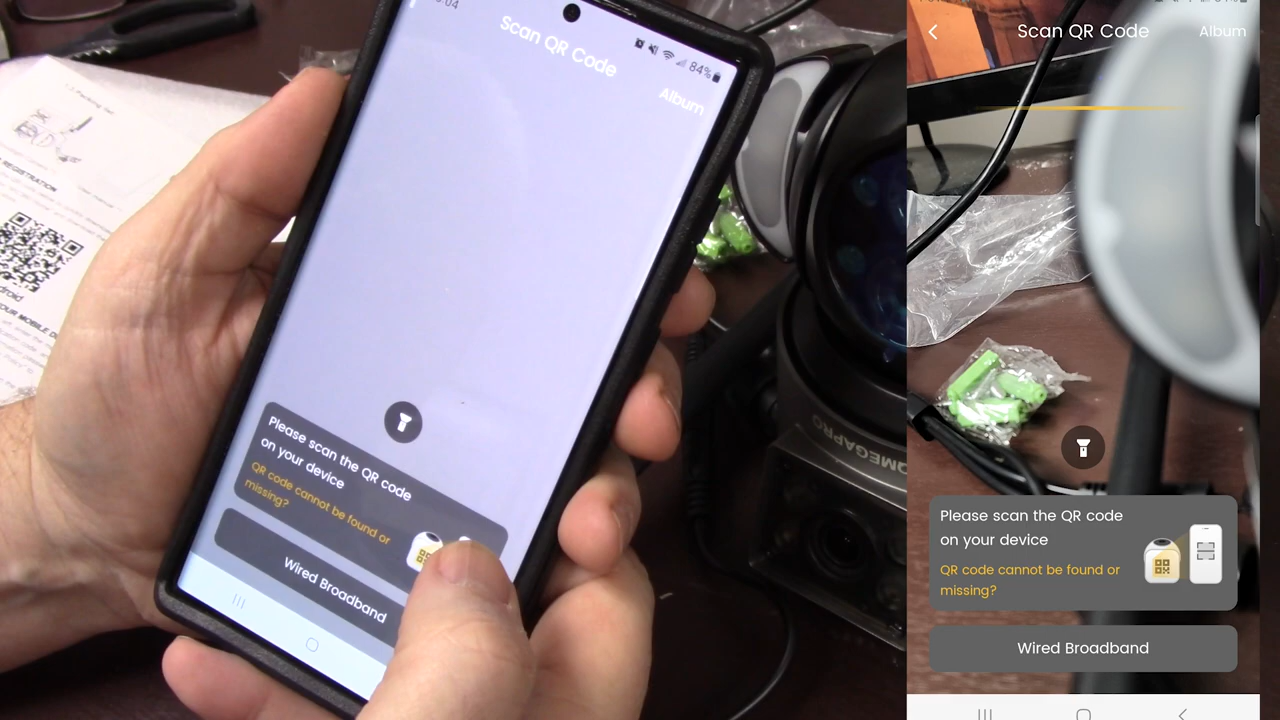 Scan QR Code
84%
Album
Please scan the QR code
on your device
QR code cannot be found or
missing?
Wired Broadband
REGISTRATION
OMEGAPRO
Scan QR Code
Album
Please scan the QR code
on your device
QR code cannot be found or
missing?
Wired Broadband